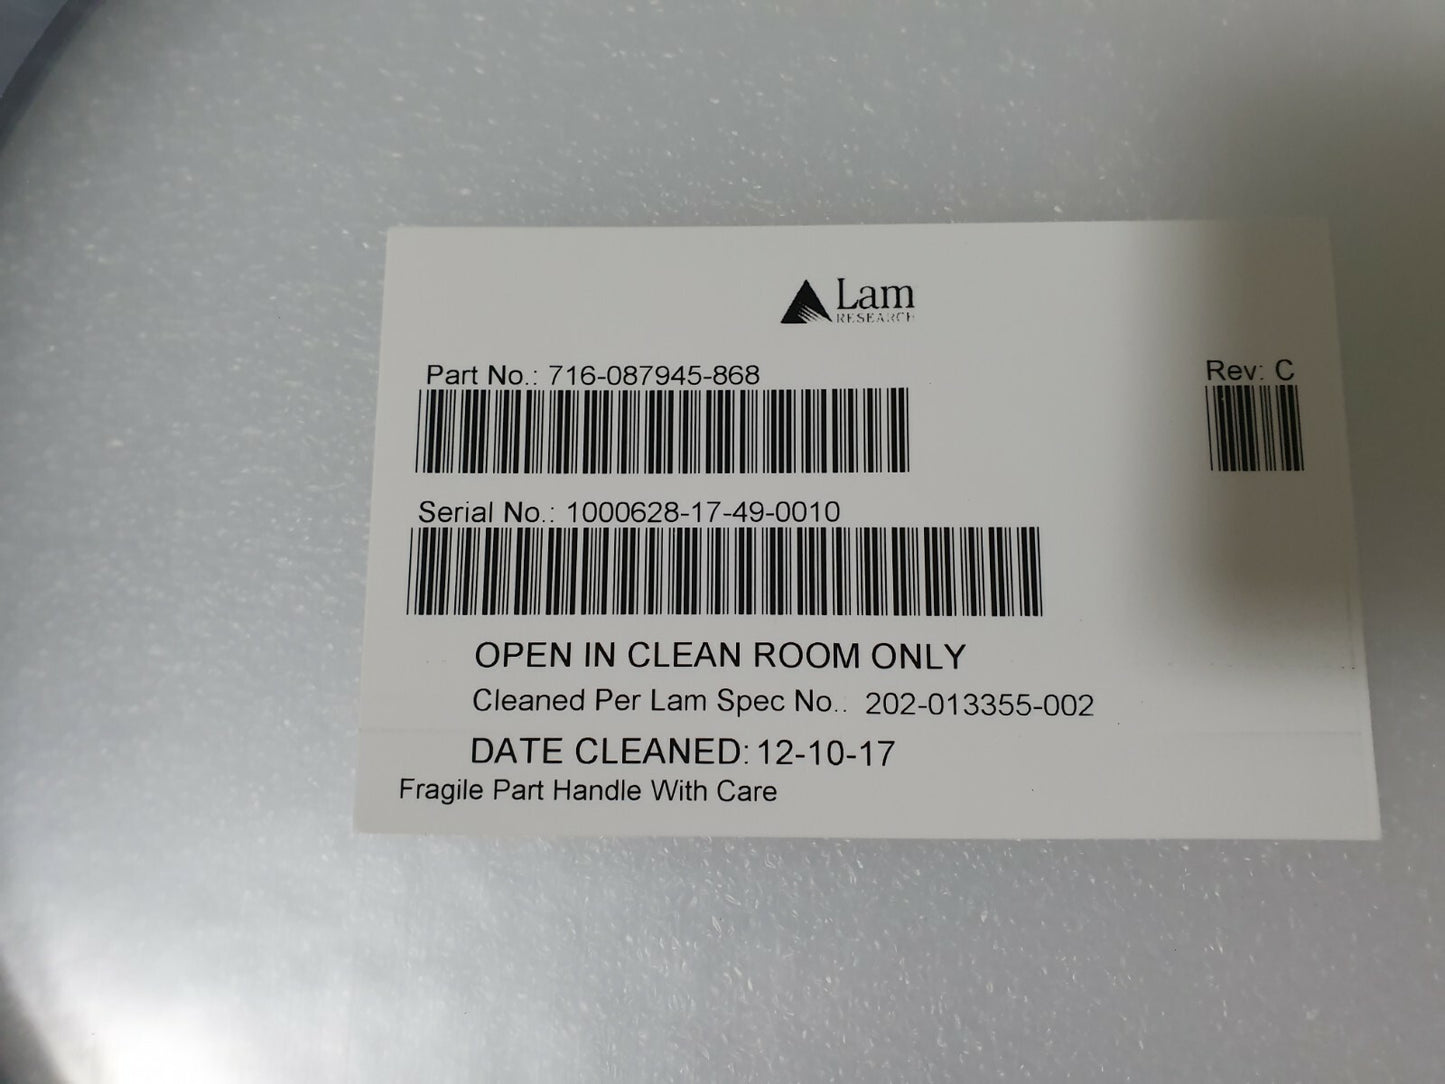 Lam
RESEARCH
Part No.: 716-087945-868
Rev: C
Serial No.: 1000628-17-49-0010
OPEN IN CLEAN ROOM ONLY
Cleaned Per Lam Spec No.: 202-013355-002
DATE CLEANED: 12-10-17
Fragile Part Handle With Care